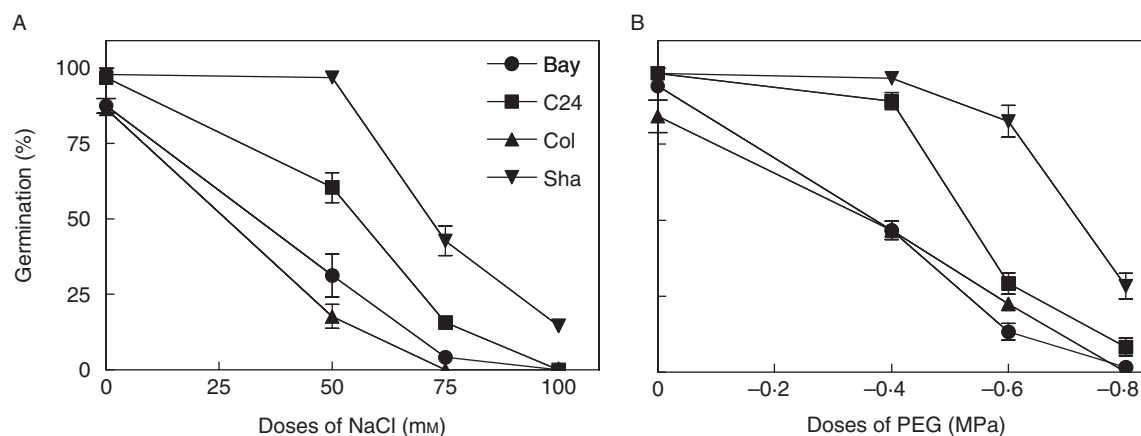 A
B
100
75
50
25
0
Germination (%)
Bay
C24
Col
Sha
0 25 50 75 100
Doses of NaCl (mM)
0 –0·2 –0·4 –0·6 –0·8
Doses of PEG (MPa)